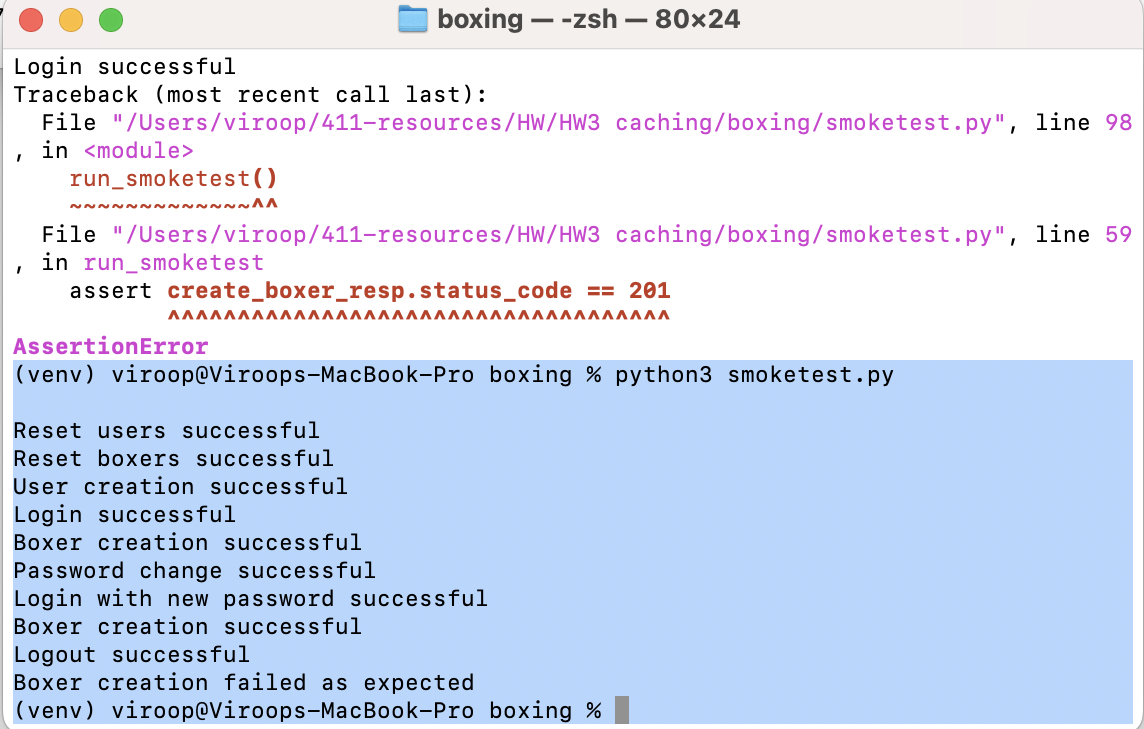 boxing — -zsh — 80×24
Login successful
Traceback (most recent call last):
  File "/Users/viroop/411-resources/HW/HW3 caching/boxing/smoketest.py", line 98
, in <module>
    run_smoketest()
    ~~~~~~~~~~~~~^^
  File "/Users/viroop/411-resources/HW/HW3 caching/boxing/smoketest.py", line 59
, in run_smoketest
    assert create_boxer_resp.status_code == 201
           ^^^^^^^^^^^^^^^^^^^^^^^^^^^^^^^^^^^^
AssertionError
(venv) viroop@Viroops-MacBook-Pro boxing % python3 smoketest.py

Reset users successful
Reset boxers successful
User creation successful
Login successful
Boxer creation successful
Password change successful
Login with new password successful
Boxer creation successful
Logout successful
Boxer creation failed as expected
(venv) viroop@Viroops-MacBook-Pro boxing %